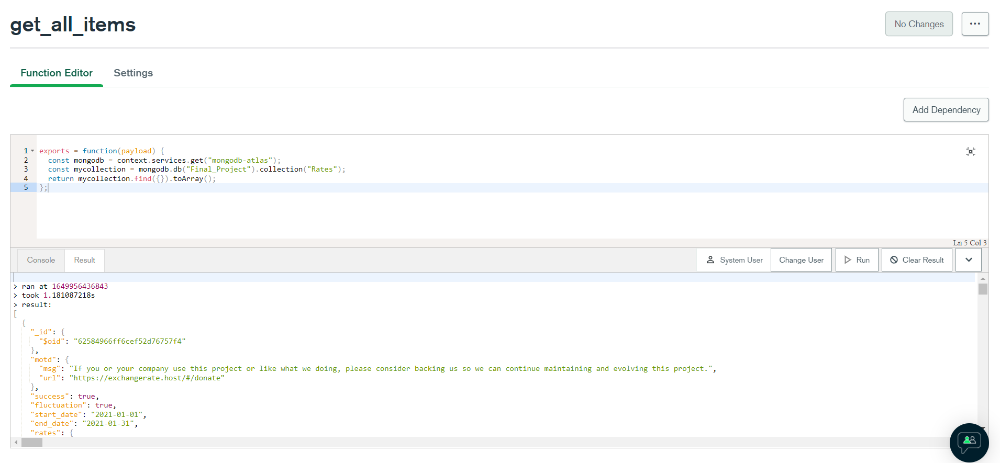 get_all_items
No Changes
Function Editor Settings
Add Dependency
1 exports = function(payload) {
2 const mongodb = context.services.get("mongodb-atlas");
3 const mycollection = mongodb.db("Final_Project").collection("Rates");
4 return mycollection.find({}).toArray();
5 };
Ln 5 Col 3
Console Result System User Change User Run Clear Result
> ran at 1649956436843
> took 1.181087218s
> result:
[
{
"_id": {
"$oid": "62584966ff6cef52d76757f4"
},
"motd": {
"msg": "If you or your company use this project or like what we doing, please consider backing us so we can continue maintaining and evolving this project.",
"url": "https://exchangerate.host/#/donate"
},
"success": true,
"fluctuation": true,
"start_date": "2021-01-01",
"end_date": "2021-01-31",
"rates": {